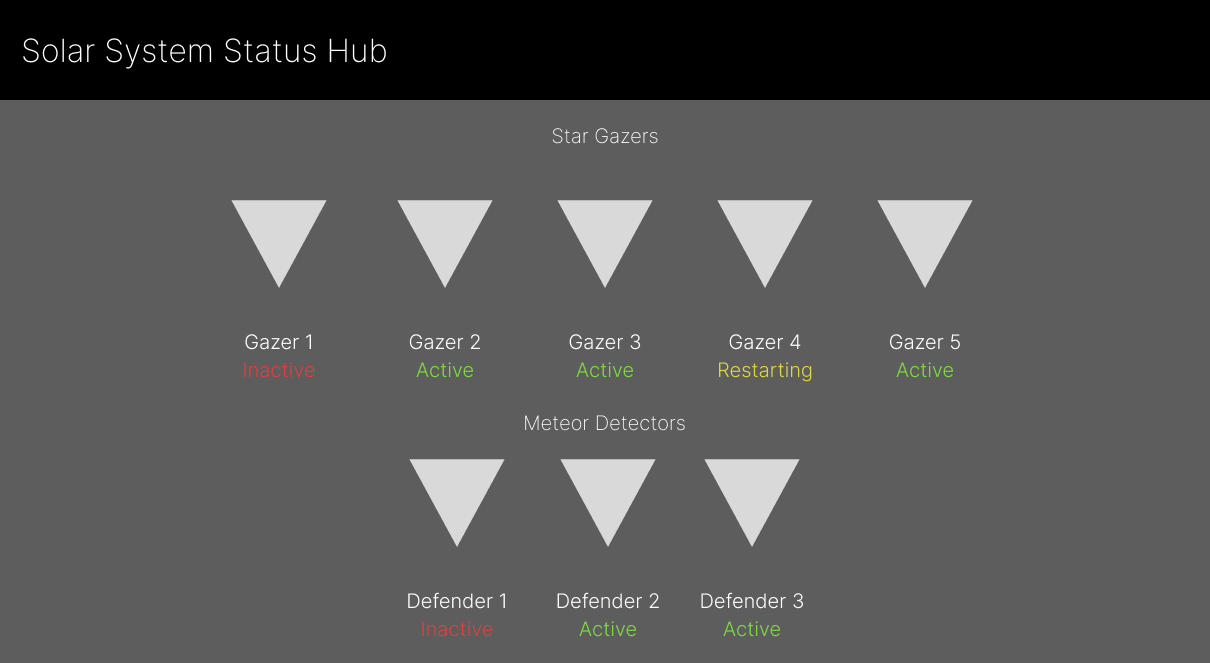 Solar System Status Hub
Star Gazers
Gazer 1 Gazer 2 Gazer 3 Gazer 4 Gazer 5
Inactive Active Active Restarting Active
Meteor Detectors
Defender 1 Defender 2 Defender 3
Inactive Active Active